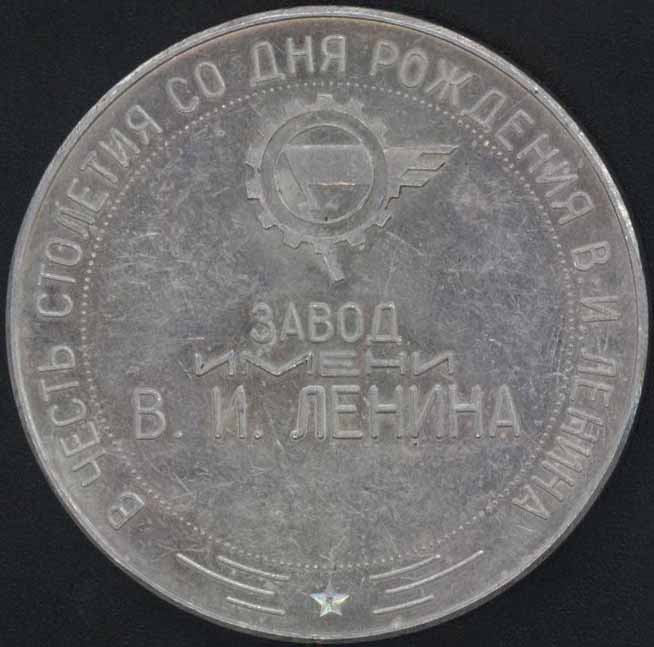 В ЧЕСТЬ СТОЛЕТИЯ СО ДНЯ РОЖДЕНИЯ В. И. ЛЕНИНА
ЗАВОД
ИМЕНИ
В. И. ЛЕНИНА